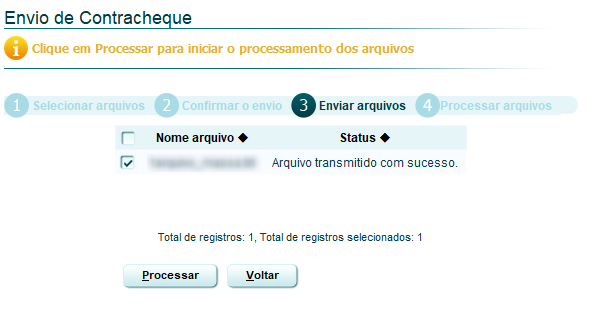 Envio de Contracheque
i Clique em Processar para iniciar o processamento dos arquivos
1 Selecionar arquivos 2 Confirmar o envio 3 Enviar arquivos 4 Processar arquivos
Nome arquivo Status
Arquivo transmitido com sucesso.
Total de registros: 1, Total de registros selecionados: 1
Processar Voltar